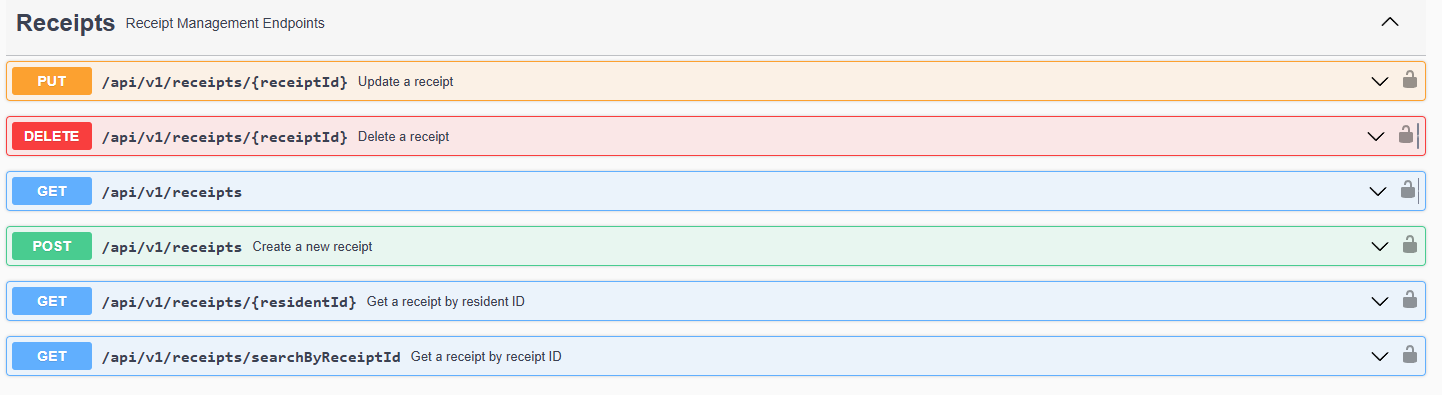 Receipts Receipt Management Endpoints
PUT /api/v1/receipts/{receiptId} Update a receipt
DELETE /api/v1/receipts/{receiptId} Delete a receipt
GET /api/v1/receipts
POST /api/v1/receipts Create a new receipt
GET /api/v1/receipts/{residentId} Get a receipt by resident ID
GET /api/v1/receipts/searchByReceiptId Get a receipt by receipt ID